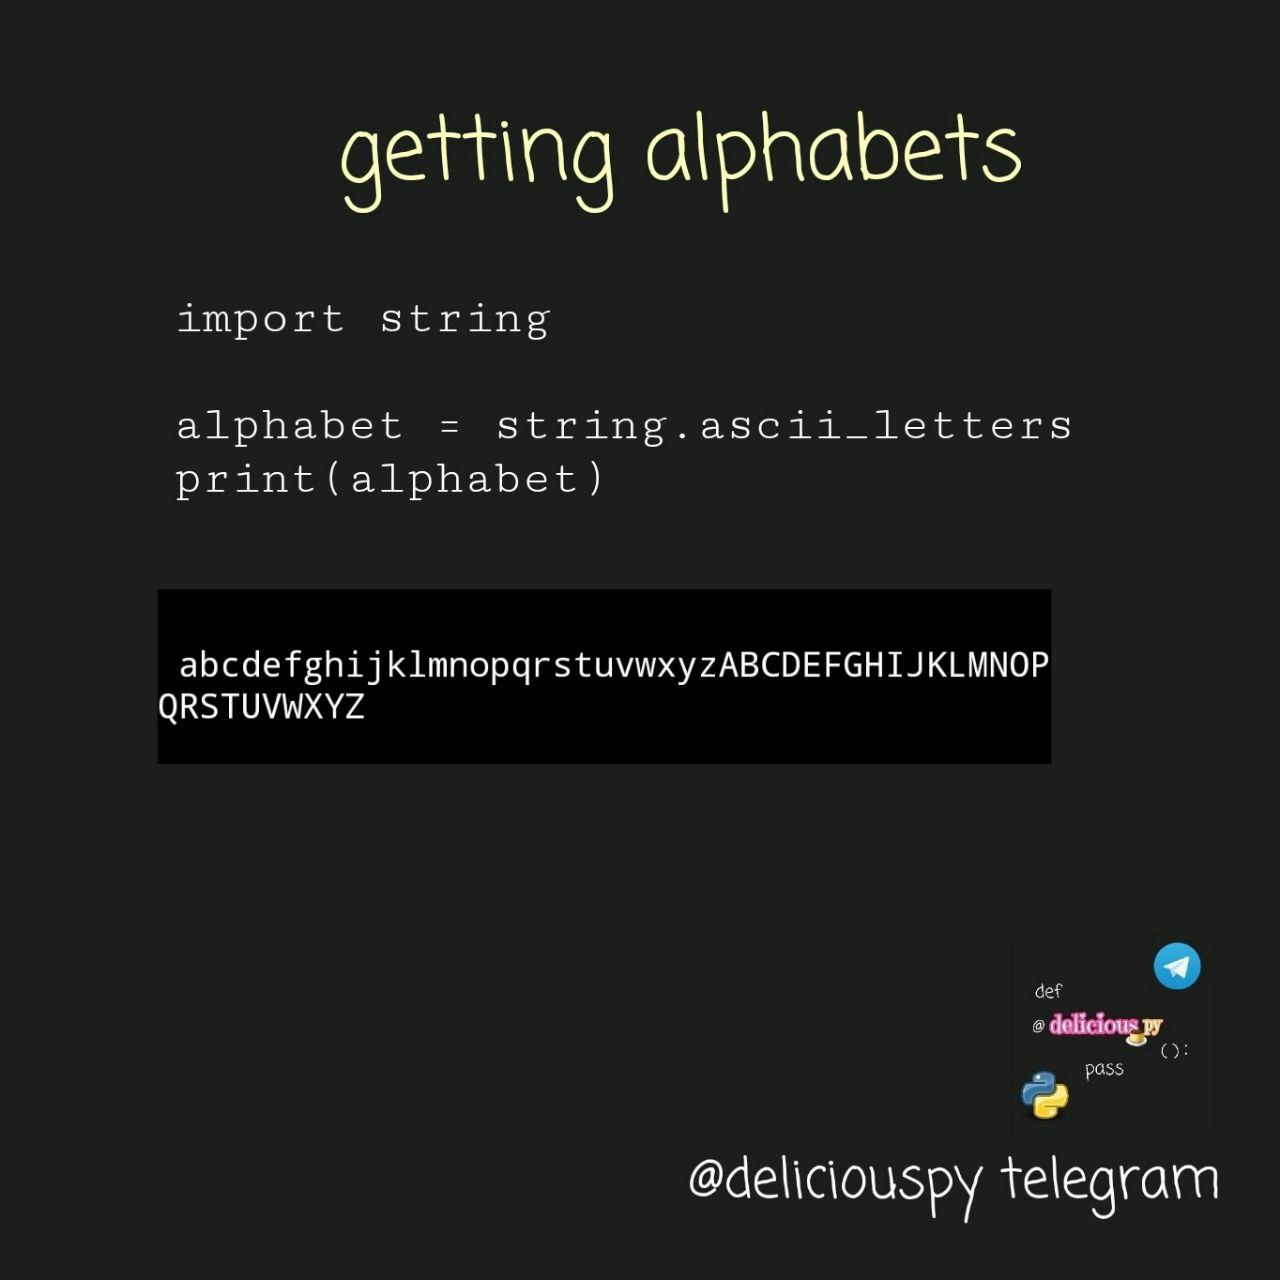 getting alphabets
import string
alphabet = string.ascii_letters
print(alphabet)
abcdefghijklmnopqrstuvwxyzABCDEFGHIJKLMNOP
QRSTUVWXYZ
def
@ delicious py
():
pass
@deliciouspy telegram